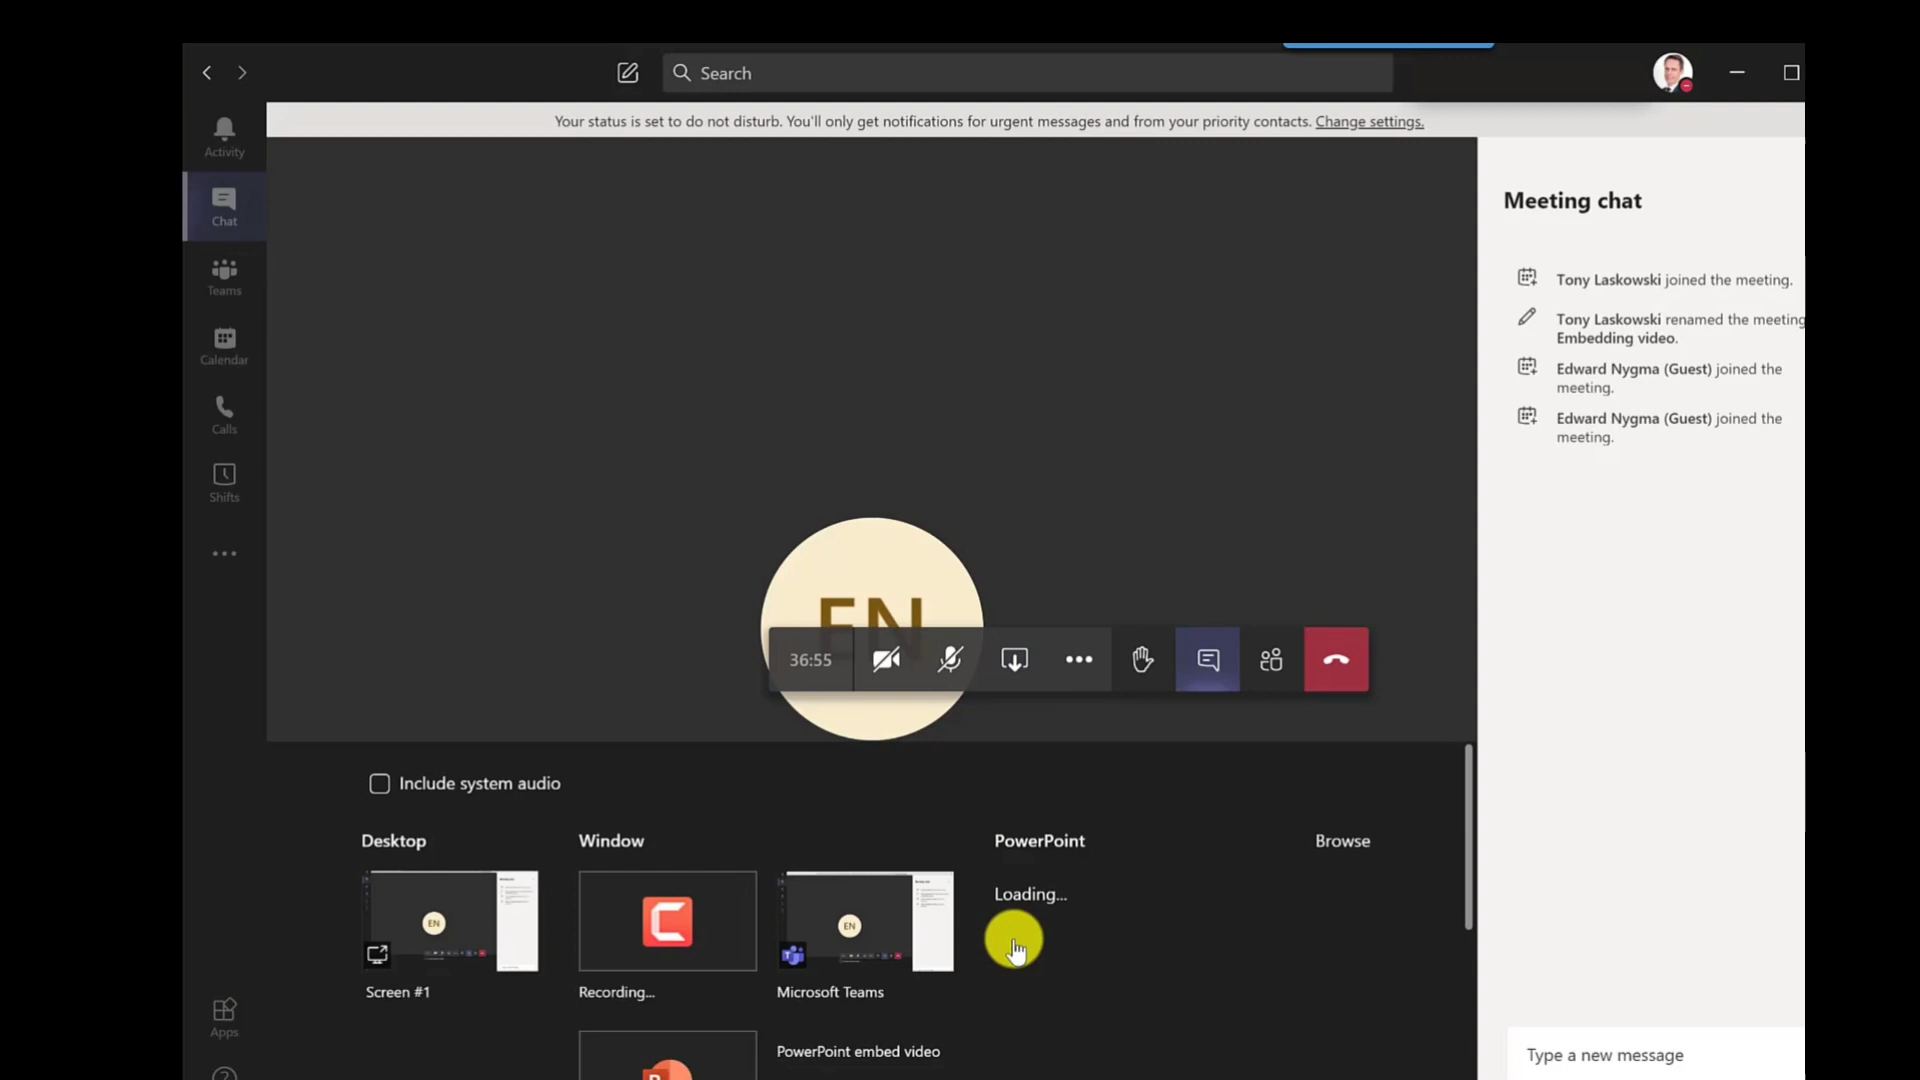 Search
Your status is set to do not disturb. You'll only get notifications for urgent messages and from your priority contacts. Change settings.
Activity
Chat
Teams
Calendar
Calls
Shifts
Apps
Meeting chat
Tony Laskowski joined the meeting.
Tony Laskowski renamed the meeting
Embedding video.
Edward Nygma (Guest) joined the
meeting.
Edward Nygma (Guest) joined the
meeting.
EN
36:55
Include system audio
Desktop
Window
PowerPoint
Browse
Loading...
EN
EN
Screen #1
Recording...
Microsoft Teams
PowerPoint embed video
Type a new message